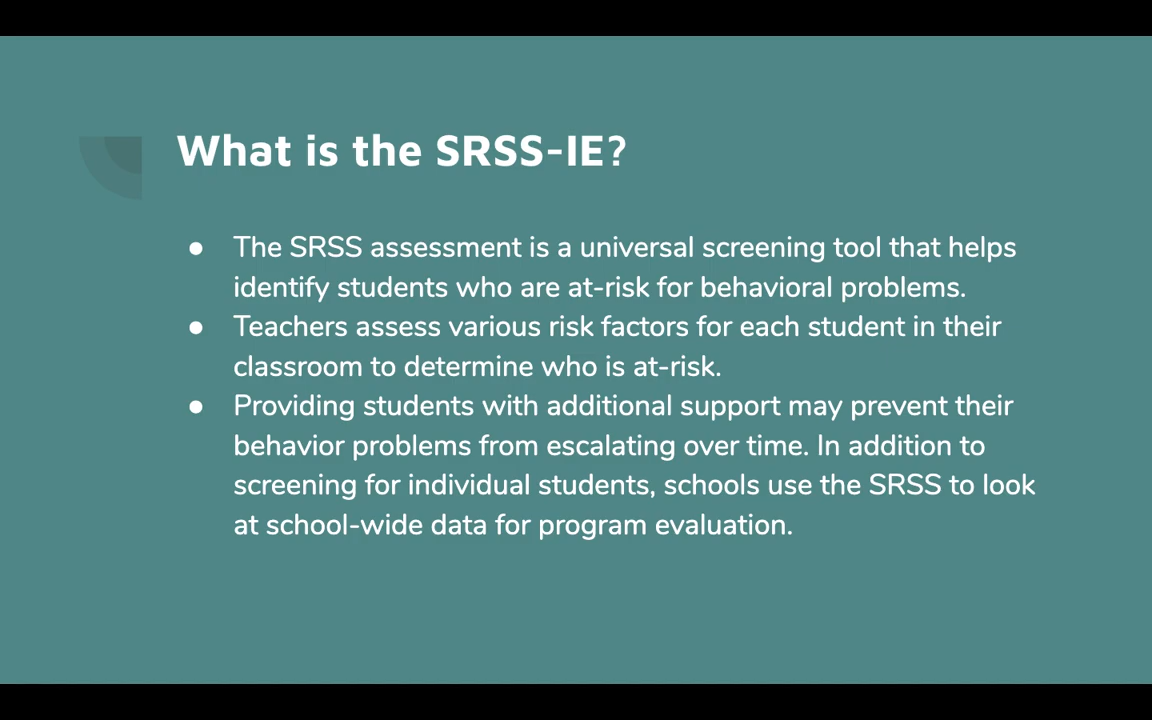 What is the SRSS-IE?
● The SRSS assessment is a universal screening tool that helps
identify students who are at-risk for behavioral problems.
● Teachers assess various risk factors for each student in their
classroom to determine who is at-risk.
● Providing students with additional support may prevent their
behavior problems from escalating over time. In addition to
screening for individual students, schools use the SRSS to look
at school-wide data for program evaluation.